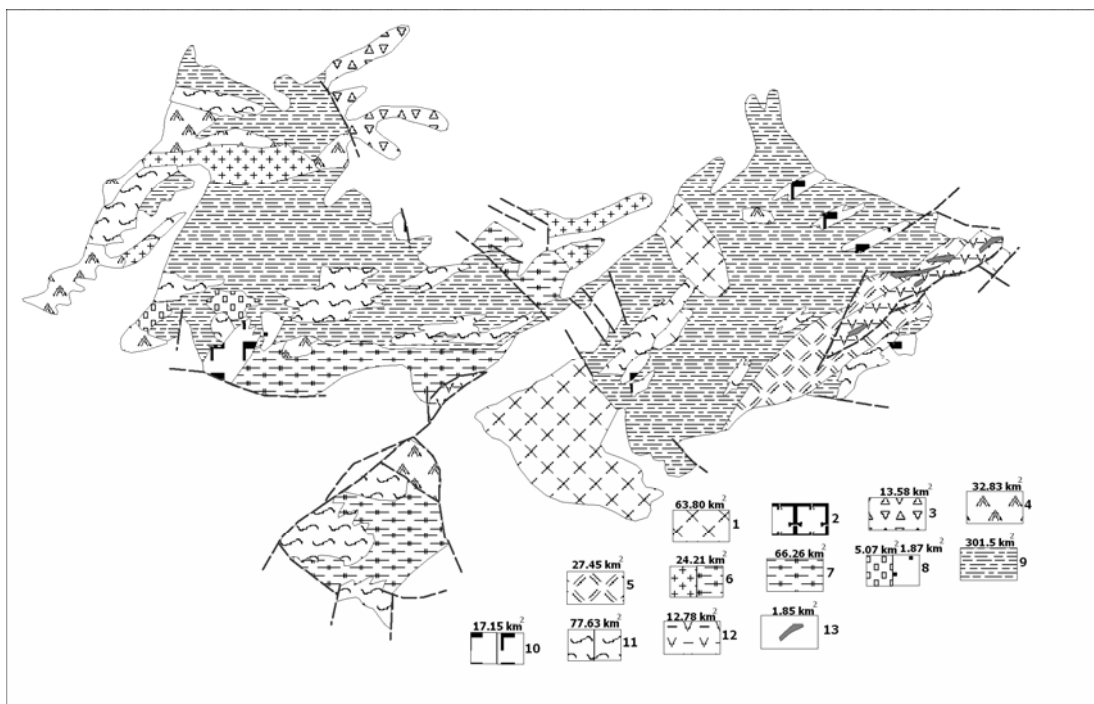 63.80 km² 1
2
13.58 km² 3
32.83 km² 4
27.45 km² 5
24.21 km² 6
66.26 km² 7
5.07 km² 1.87 km² 8
301.5 km² 9
17.15 km² 10
77.63 km² 11
12.78 km² 12
1.85 km² 13